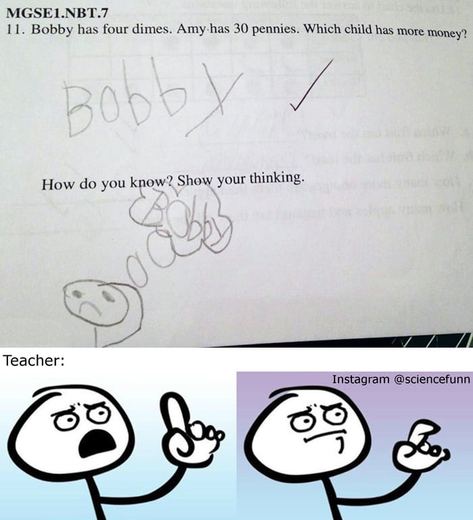 MGSE1.NBT.7
11. Bobby has four dimes. Amy has 30 pennies. Which child has more money?
Bobby
How do you know? Show your thinking.
Bobby
Teacher:
Instagram @sciencefunn